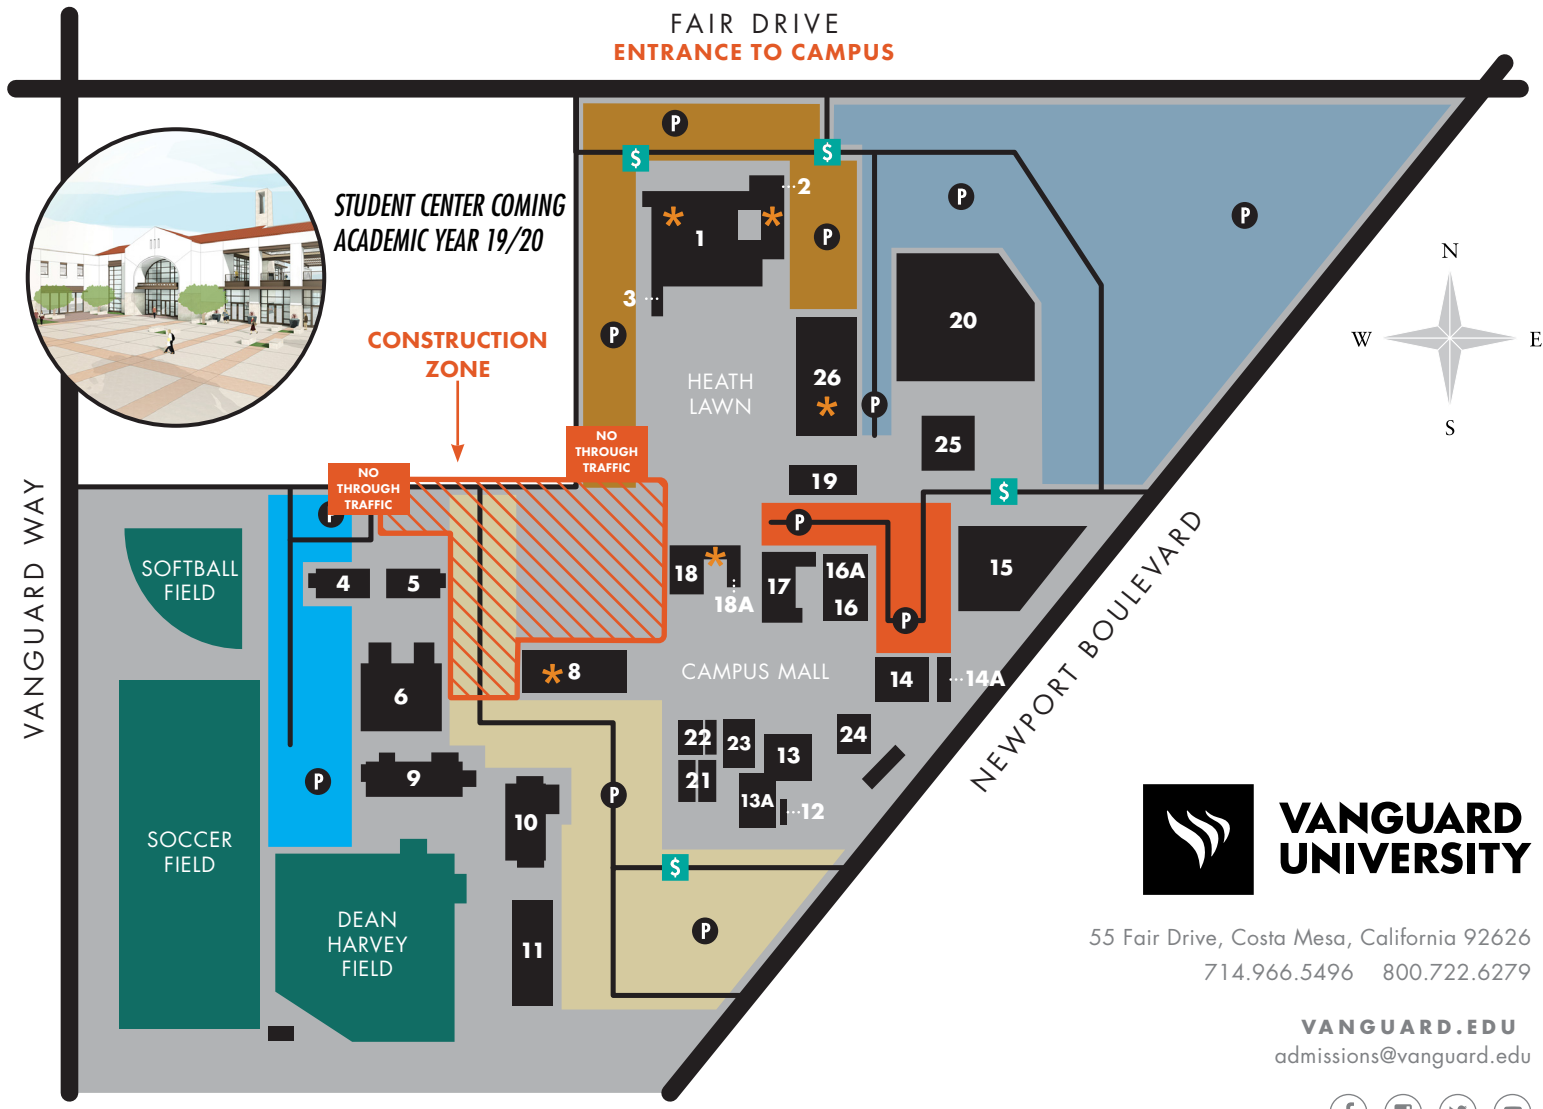 FAIR DRIVE
ENTRANCE TO CAMPUS
P
$
$
2
STUDENT CENTER COMING
ACADEMIC YEAR 19/20
P
P
1
P
N
3
W
E
S
CONSTRUCTION
ZONE
P
20
HEATH
LAWN
26
P
NO
THROUGH
TRAFFIC
25
NO
THROUGH
TRAFFIC
19
$
P
P
VANGUARD WAY
SOFTBALL
FIELD
4
5
18
18A
17
16A
16
15
P
NEWPORT BOULEVARD
8
CAMPUS MALL
14
14A
6
22
23
13
24
9
21
13A
12
P
P
10
VANGUARD
UNIVERSITY
SOCCER
FIELD
$
DEAN
HARVEY
FIELD
11
P
55 Fair Drive, Costa Mesa, California 92626
714.966.5496 800.722.6279
VANGUARD.EDU
admissions@vanguard.edu